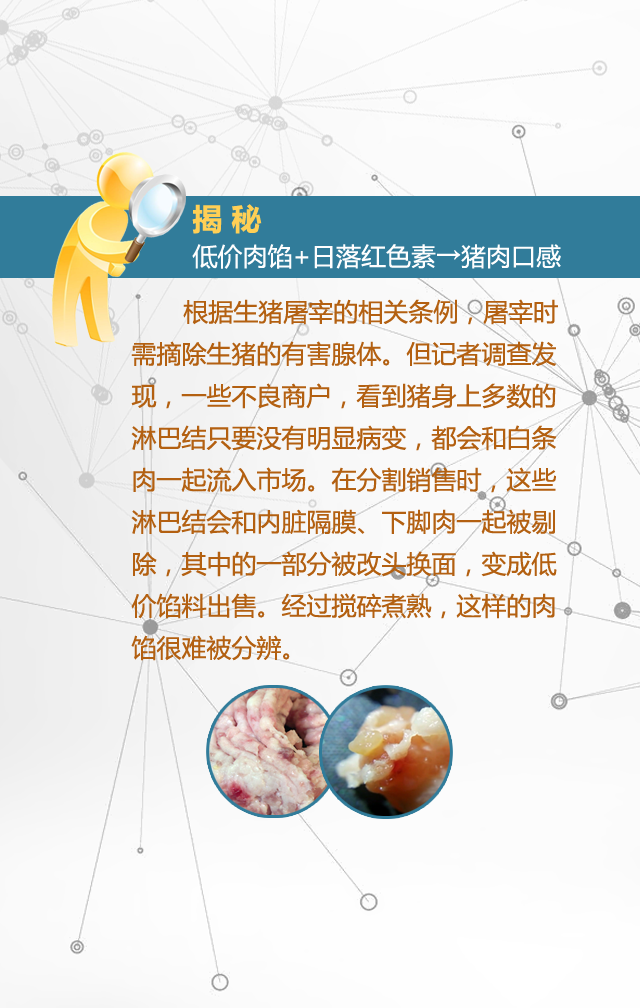 揭秘
低价肉馅+日落红色素→猪肉口感
根据生猪屠宰的相关条例，屠宰时
需摘除生猪的有害腺体。但记者调查发
现，一些不良商户，看到猪身上多数的
淋巴结只要没有明显病变，都会和白条
肉一起流入市场。在分割销售时，这些
淋巴结会和内脏隔膜、下脚肉一起被剔
除，其中的一部分被改头换面，变成低
价馅料出售。经过搅碎煮熟，这样的肉
馅很难被分辨。